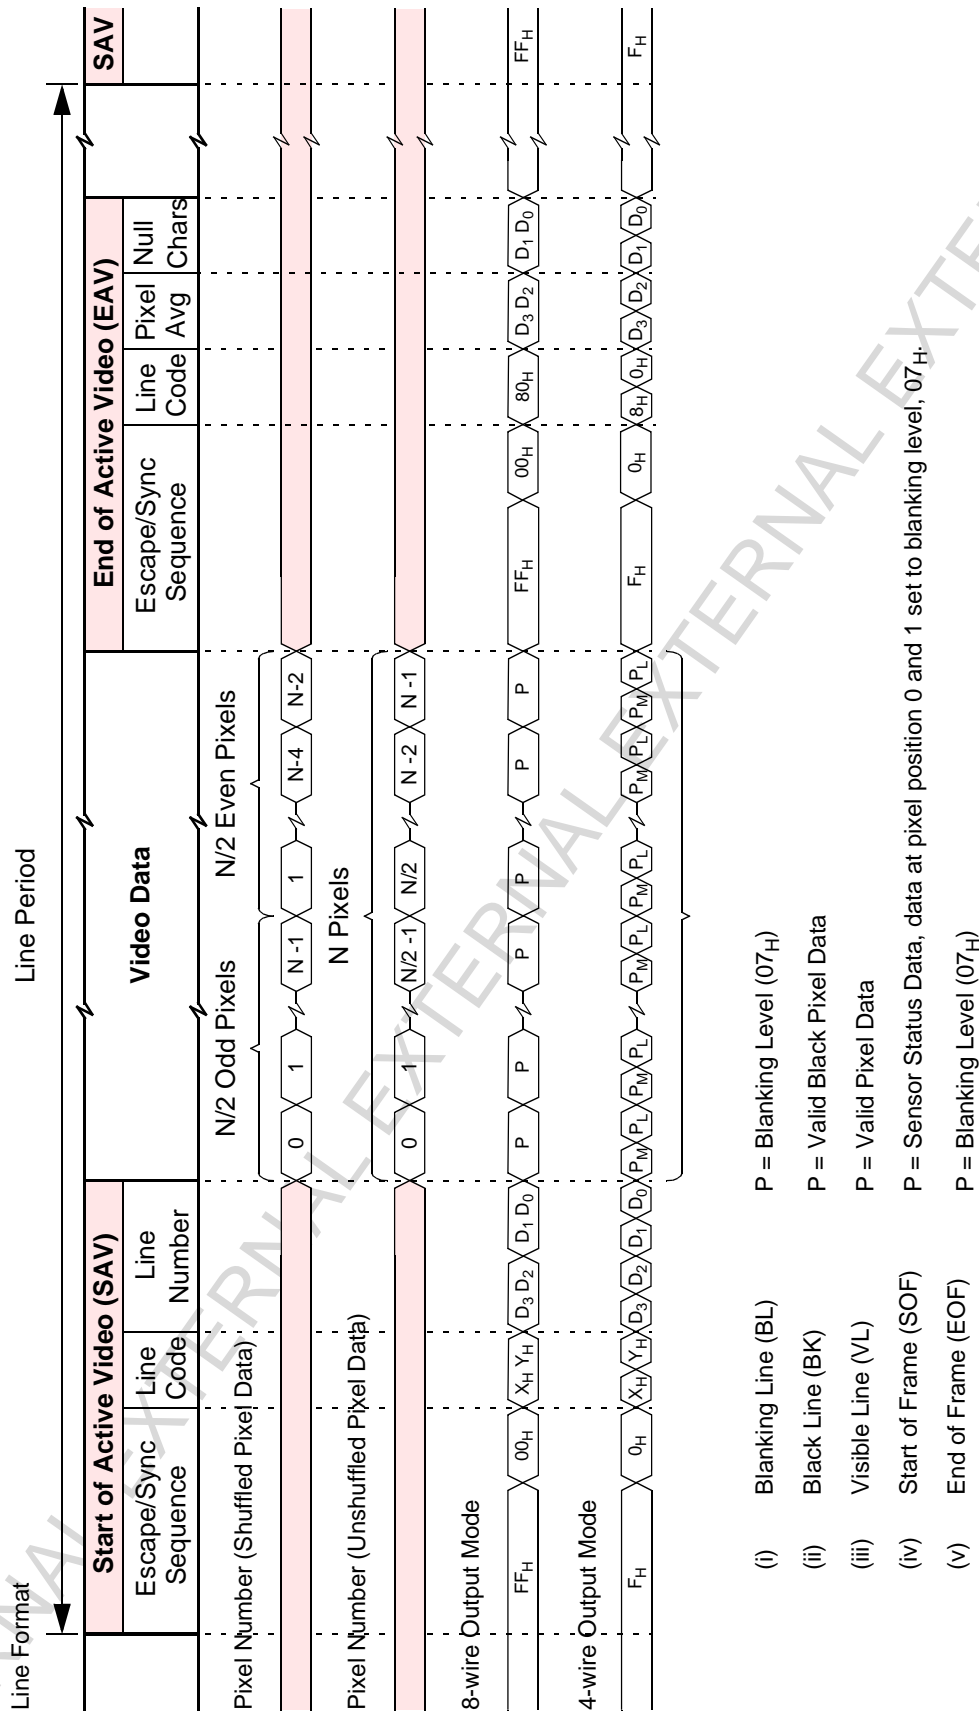 Line Format
Line Period
Start of Active Video (SAV)
Video Data
End of Active Video (EAV)
SAV
Escape/Sync Sequence
Line Code
Line Number
Escape/Sync Sequence
Line Code
Pixel Avg
Null Chars
N/2 Odd Pixels
N/2 Even Pixels
Pixel Number (Shuffled Pixel Data)
0 1 N -1 1 N-4 N-2
N Pixels
Pixel Number (Unshuffled Pixel Data)
0 1 N/2 -1 N/2 N -2 N -1
8-wire Output Mode
FFH 00H XH YH D3 D2 D1 D0 P P P P P P FFH 00H 80H D3 D2 D1 D0 FFH
4-wire Output Mode
FH 0H XH YH D3 D2 D1 D0 PM PL PM PL PM PL PM PL PM PL PM PL FH 0H 8H 0H D3 D2 D1 D0 FH
(i) Blanking Line (BL) P = Blanking Level (07H)
(ii) Black Line (BK) P = Valid Black Pixel Data
(iii) Visible Line (VL) P = Valid Pixel Data
(iv) Start of Frame (SOF) P = Sensor Status Data, data at pixel position 0 and 1 set to blanking level, 07H.
(v) End of Frame (EOF) P = Blanking Level (07H)
EXTERNAL EXTERNAL EXTERNAL